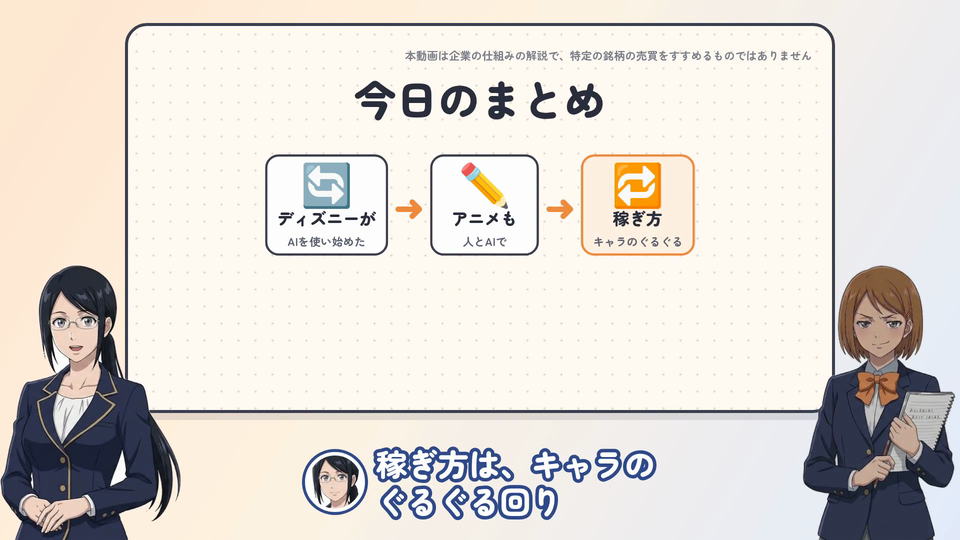 本動画は企業の仕組みの解説で、特定の銘柄の売買をすすめるものではありません
今日のまとめ
ディズニーが
AIを使い始めた
アニメも
人とAIで
稼ぎ方
キャラのぐるぐる
稼ぎ方は、キャラの
ぐるぐる回り